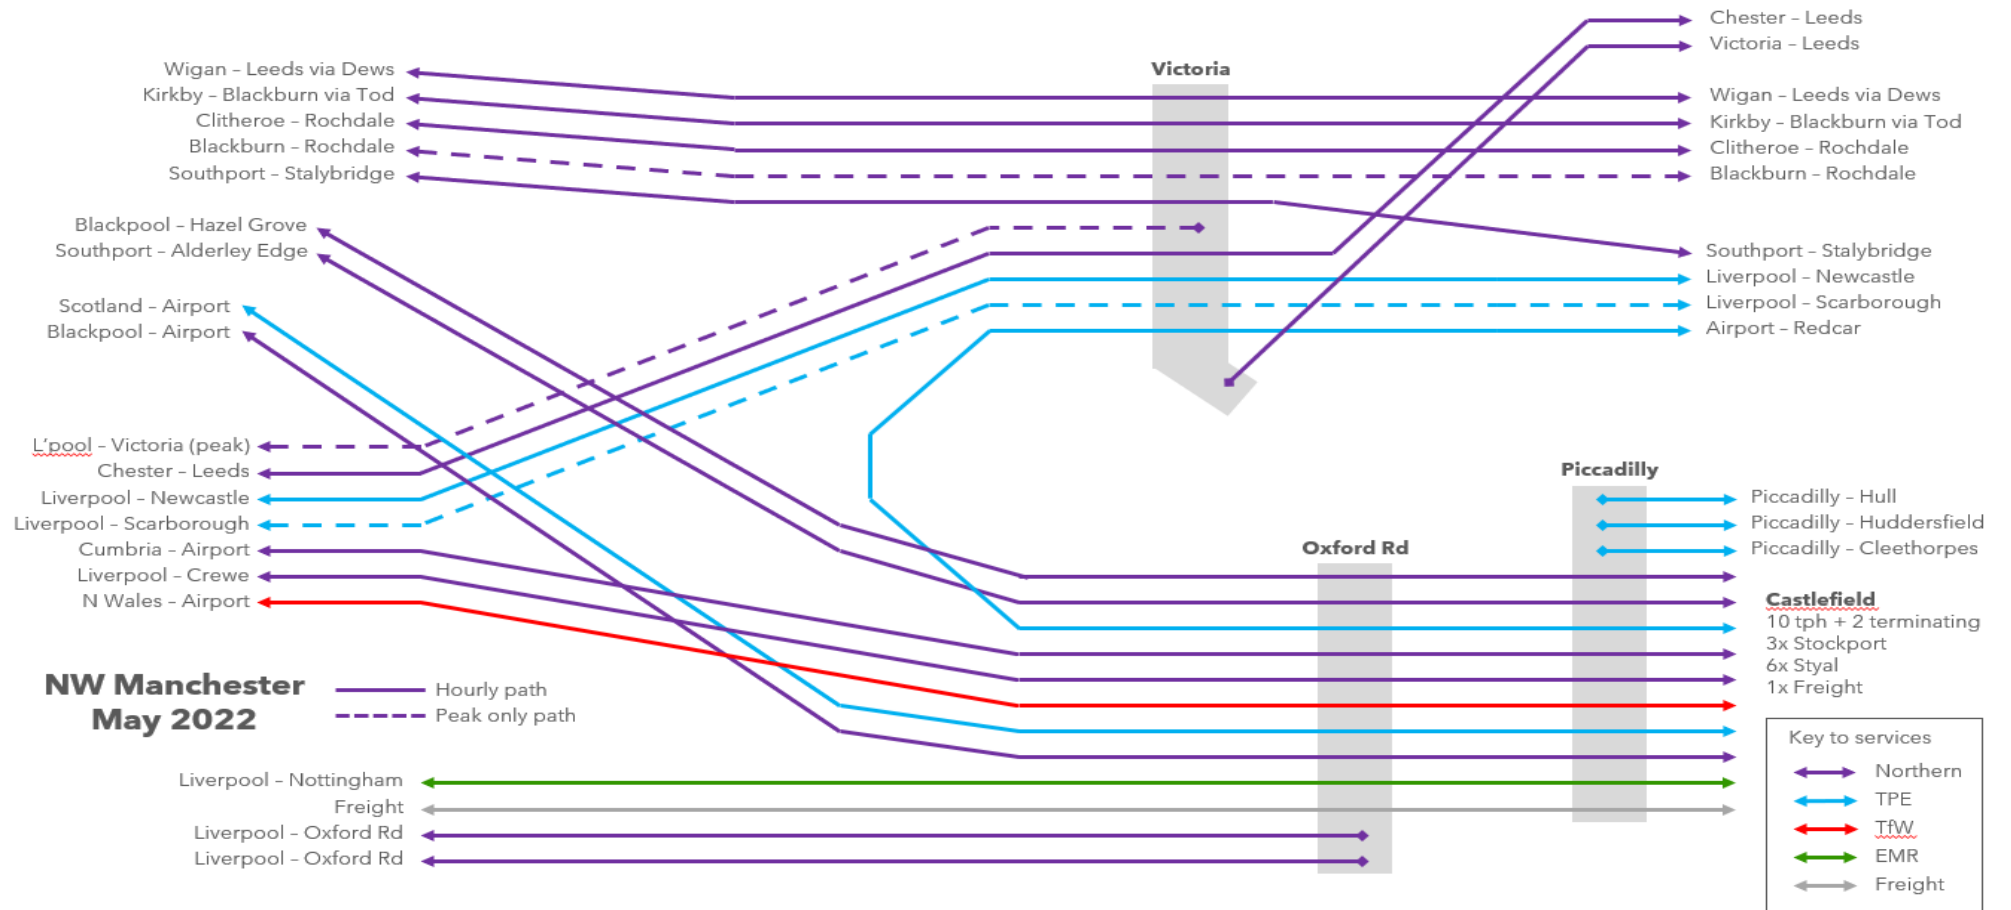 Wigan – Leeds via Dews
Kirkby – Blackburn via Tod
Clitheroe – Rochdale
Blackburn – Rochdale
Southport – Stalybridge
Blackpool – Hazel Grove
Southport – Alderley Edge
Scotland – Airport
Blackpool – Airport
L'pool – Victoria (peak)
Chester – Leeds
Liverpool – Newcastle
Liverpool – Scarborough
Cumbria – Airport
Liverpool – Crewe
N Wales – Airport
NW Manchester
May 2022
Hourly path
Peak only path
Liverpool – Nottingham
Freight
Liverpool – Oxford Rd
Liverpool – Oxford Rd
Victoria
Oxford Rd
Piccadilly
Chester – Leeds
Victoria – Leeds
Wigan – Leeds via Dews
Kirkby – Blackburn via Tod
Clitheroe – Rochdale
Blackburn – Rochdale
Southport – Stalybridge
Liverpool – Newcastle
Liverpool – Scarborough
Airport – Redcar
Piccadilly – Hull
Piccadilly – Huddersfield
Piccadilly – Cleethorpes
Castlefield
10 tph + 2 terminating
3x Stockport
6x Styal
1x Freight
Key to services
Northern
TPE
TfW
EMR
Freight